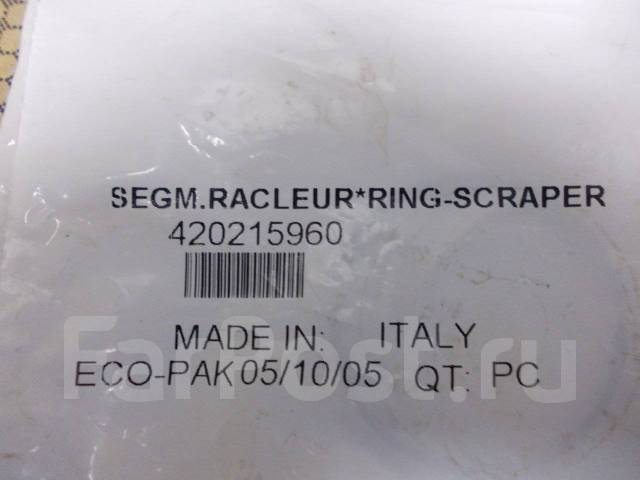 SEGM.RACLEUR*RING-SCRAPER
420215960
MADE IN: ITALY
ECO-PAK 05/10/05 QT: PC
FarPost.ru